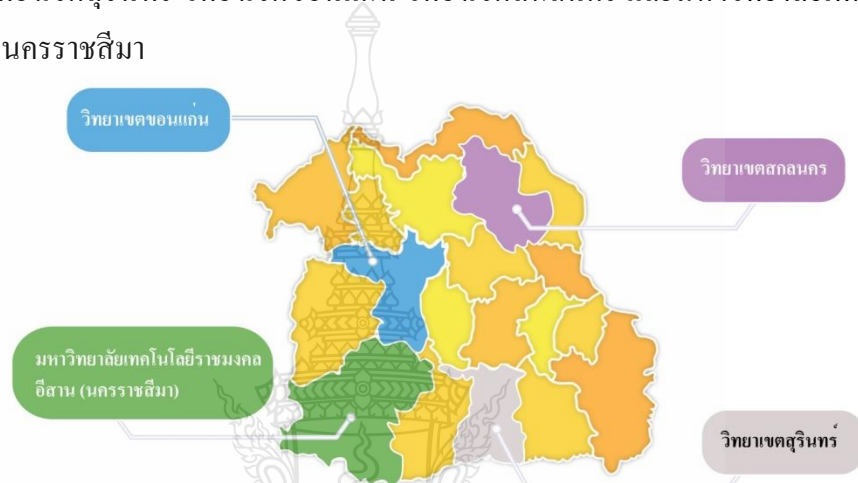 นครราชสีมา
วิทยาเขตขอนแก่น
วิทยาเขตสกลนคร
มหาวิทยาลัยเทคโนโลยีราชมงคล
อีสาน (นครราชสีมา)
วิทยาเขตสุรินทร์